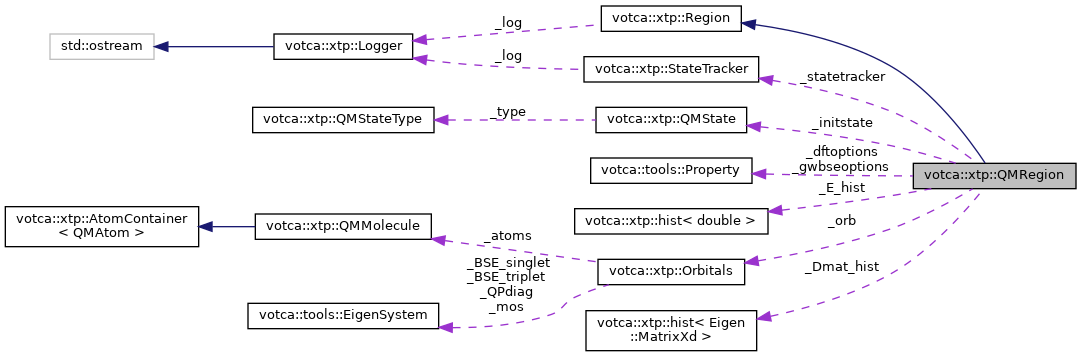 _log
votca::xtp::Region
std::ostream
votca::xtp::Logger
_log
votca::xtp::StateTracker
_statetracker
votca::xtp::QMStateType
_type
votca::xtp::QMState
_initstate
votca::tools::Property
_dftoptions
_gwbseoptions
votca::xtp::QMRegion
_E_hist
votca::xtp::hist< double >
votca::xtp::AtomContainer
< QMAtom >
votca::xtp::QMMolecule
_atoms
_orb
votca::xtp::Orbitals
_BSE_singlet
_BSE_triplet
_QPdiag
_mos
_Dmat_hist
votca::tools::EigenSystem
votca::xtp::hist< Eigen
::MatrixXd >